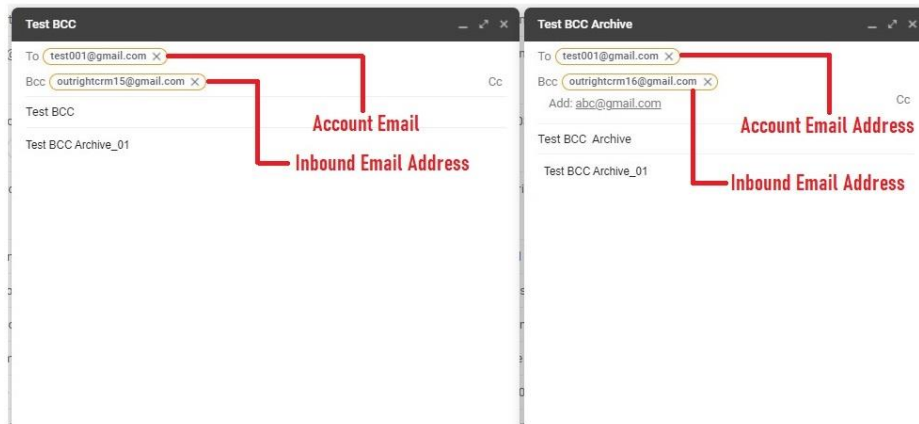 Test BCC
To test001@gmail.com
Bcc outrightcrm15@gmail.com Cc
Test BCC
Test BCC Archive_01
Account Email
Inbound Email Address
Test BCC Archive
To test001@gmail.com
Bcc outrightcrm16@gmail.com
Add: abc@gmail.com Cc
Test BCC Archive
Test BCC Archive_01
Account Email Address
Inbound Email Address